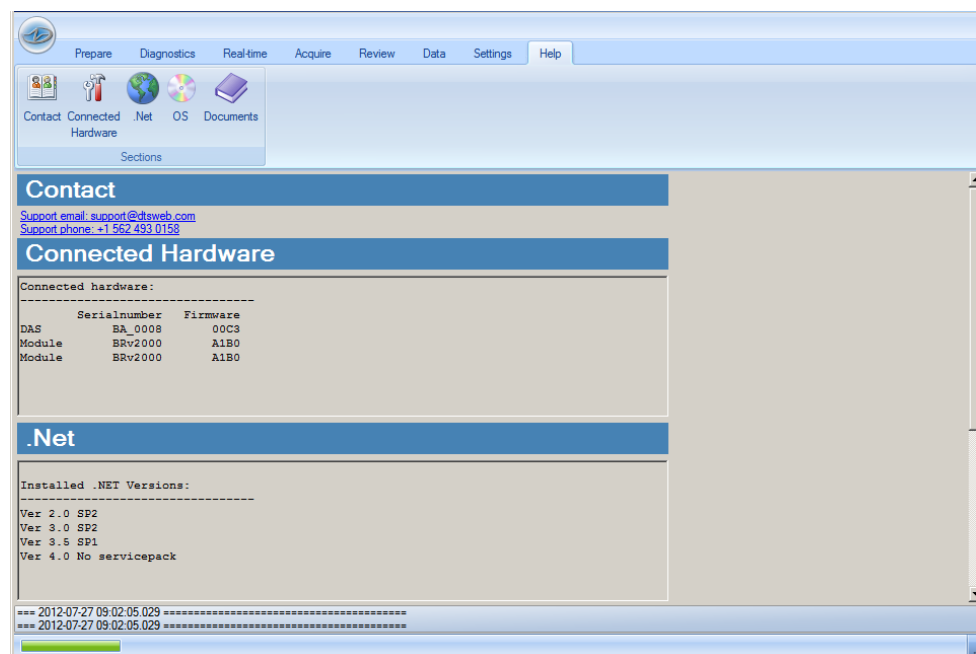 Prepare Diagnostics Real-time Acquire Review Data Settings Help
Contact Connected Hardware .Net OS Documents
Sections
Contact
Support email: support@dtsweb.com
Support phone: +1 562 493 0158
Connected Hardware
Connected hardware:
----------------------------------
Serialnumber Firmware
DAS BA_0008 00C3
Module BRv2000 A1B0
Module BRv2000 A1B0
.Net
Installed .NET Versions:
----------------------------------
Ver 2.0 SP2
Ver 3.0 SP2
Ver 3.5 SP1
Ver 4.0 No servicepack
=== 2012-07-27 09:02:05.029 ========================================
=== 2012-07-27 09:02:05.029 ========================================